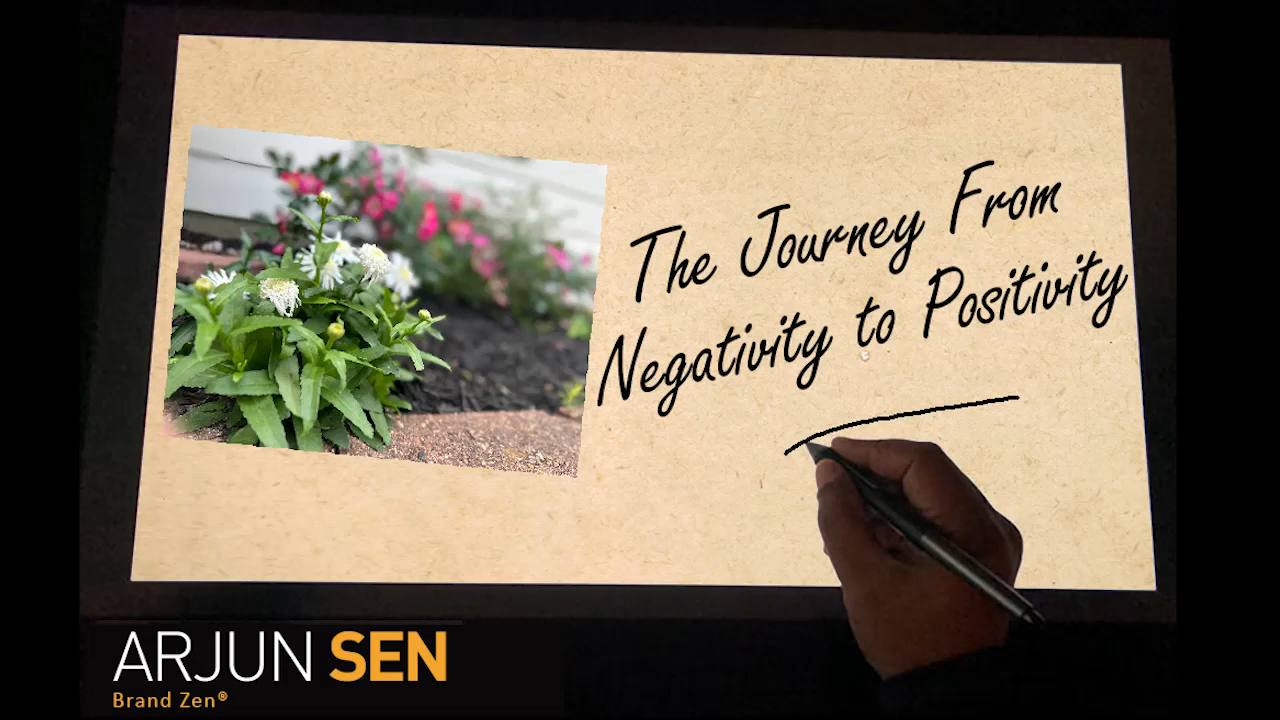 The Journey From
Negativity to Positivity
ARJUN SEN
Brand Zen®